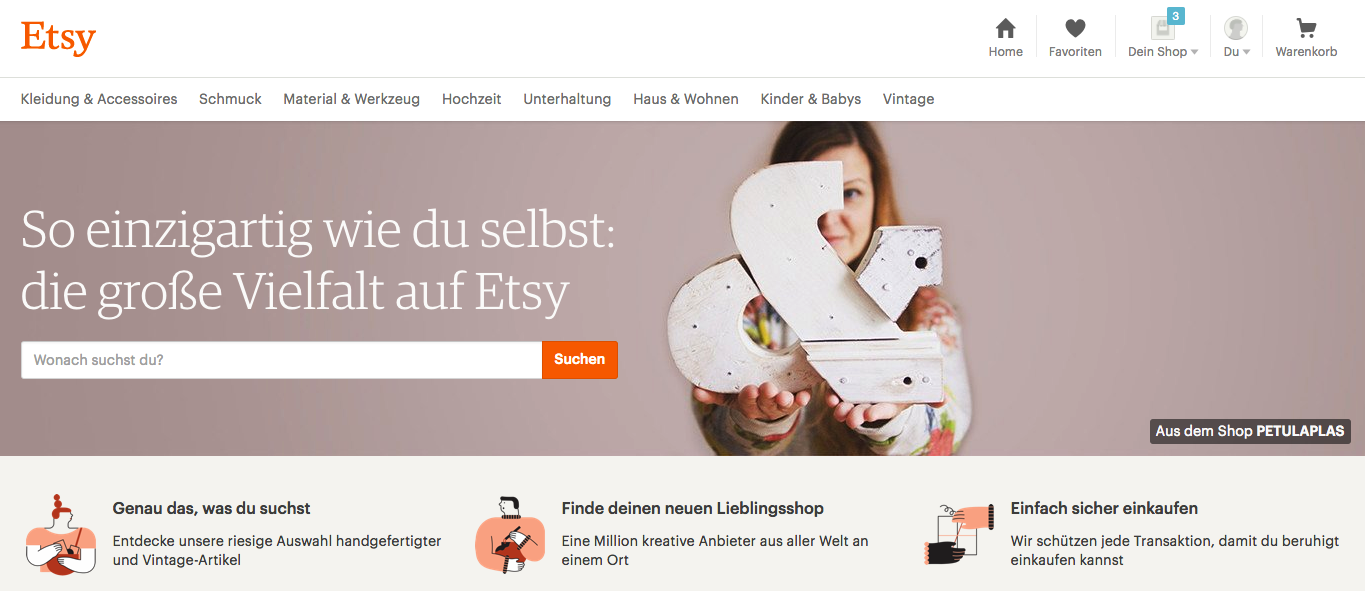 Etsy
3
Home
Favoriten
Dein Shop
Du
Warenkorb
Kleidung & Accessoires
Schmuck
Material & Werkzeug
Hochzeit
Unterhaltung
Haus & Wohnen
Kinder & Babys
Vintage
So einzigartig wie du selbst:
die große Vielfalt auf Etsy
Wonach suchst du?
Suchen
Aus dem Shop PETULAPLAS
Genau das, was du suchst
Entdecke unsere riesige Auswahl handgefertigter
und Vintage-Artikel
Finde deinen neuen Lieblingsshop
Eine Million kreative Anbieter aus aller Welt an
einem Ort
Einfach sicher einkaufen
Wir schützen jede Transaktion, damit du beruhigt
einkaufen kannst